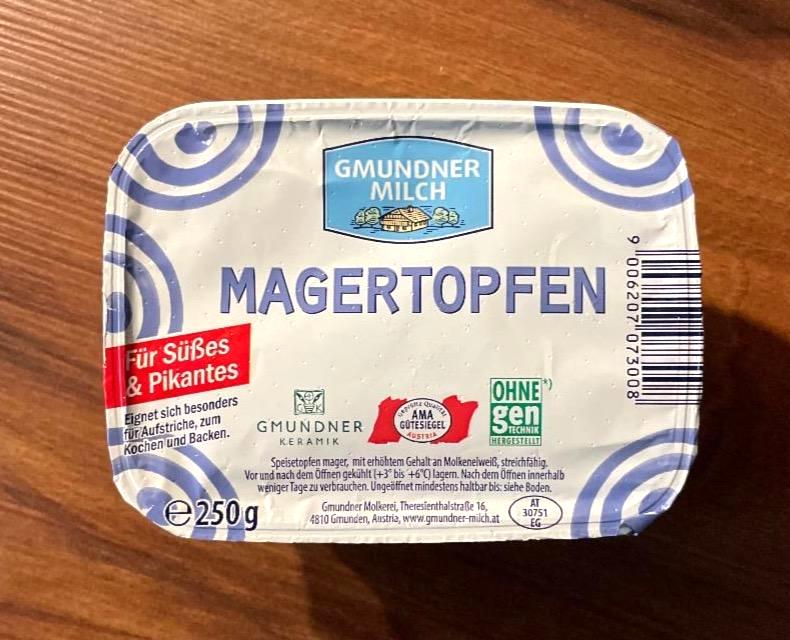 GMUNDNER
MILCH
MAGERTOPFEN
9 006207 073008
Für Süßes
& Pikantes
Eignet sich besonders
für Aufstriche, zum
Kochen und Backen.
GMUNDNER
KERAMIK
Geprüfte Qualität
AMA
GÜTESIEGEL
AUSTRIA
OHNE*)
gen
TECHNIK
HERGESTELLT
Speisetopfen mager, mit erhöhtem Gehalt an Molkeneiweiß, streichfähig.
Vor und nach dem Öffnen gekühlt (+3° bis +6°C) lagern. Nach dem Öffnen innerhalb
weniger Tage zu verbrauchen. Ungeöffnet mindestens haltbar bis: siehe Boden.
Gmundner Molkerei, Theresienthalstraße 16,
4810 Gmunden, Austria, www.gmundner-milch.at
AT
30751
EG
℮250g